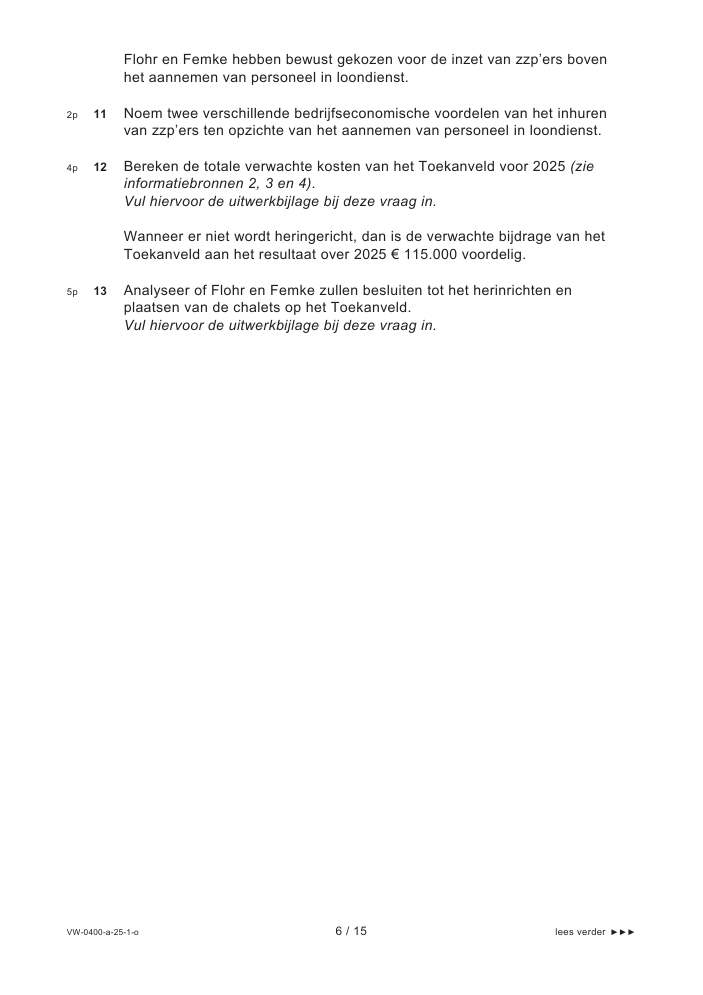 Flohr en Femke hebben bewust gekozen voor de inzet van zzp'ers boven
het aannemen van personeel in loondienst.
2p 11 Noem twee verschillende bedrijfseconomische voordelen van het inhuren
van zzp'ers ten opzichte van het aannemen van personeel in loondienst.
4p 12 Bereken de totale verwachte kosten van het Toekanveld voor 2025 (zie
informatiebronnen 2, 3 en 4).
Vul hiervoor de uitwerkbijlage bij deze vraag in.
Wanneer er niet wordt heringericht, dan is de verwachte bijdrage van het
Toekanveld aan het resultaat over 2025 € 115.000 voordelig.
5p 13 Analyseer of Flohr en Femke zullen besluiten tot het herinrichten en
plaatsen van de chalets op het Toekanveld.
Vul hiervoor de uitwerkbijlage bij deze vraag in.
VW-0400-a-25-1-o 6 / 15 lees verder ►►►